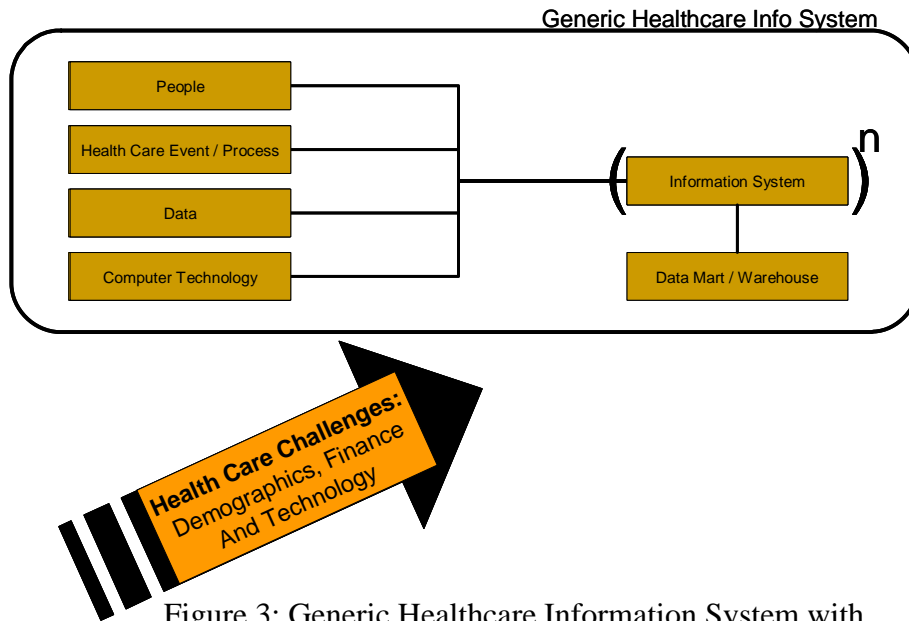 Generic Healthcare Info System
People
Health Care Event / Process
Data
Computer Technology
( Information System )n
Data Mart / Warehouse
Health Care Challenges:
Demographics, Finance
And Technology
Figure 3: Generic Healthcare Information System with